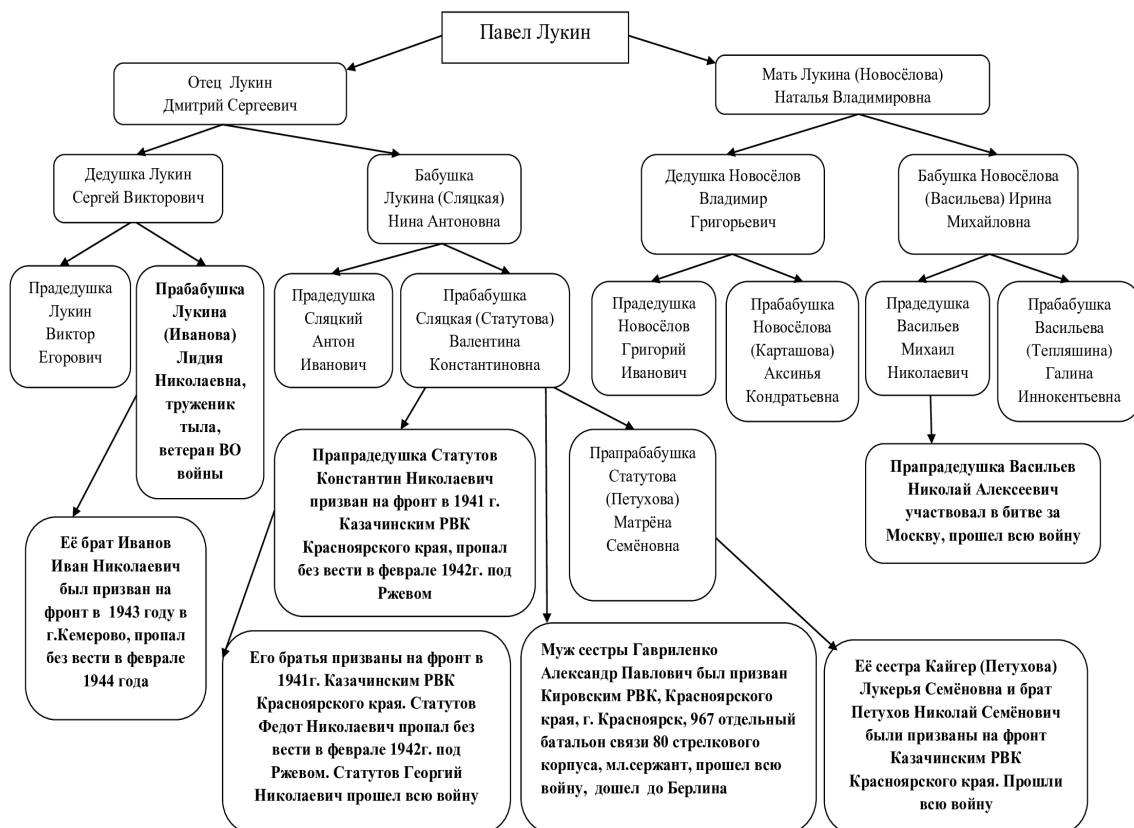 Павел Лукин
Отец  Лукин
Дмитрий Сергеевич
Мать Лукина (Новосёлова)
Наталья Владимировна
Дедушка Лукин
Сергей Викторович
Бабушка
Лукина (Сляцкая)
Нина Антоновна
Дедушка Новосёлов
Владимир
Григорьевич
Бабушка Новосёлова
(Васильева) Ирина
Михайловна
Прадедушка
Лукин
Виктор
Егорович
Прабабушка
Лукина
(Иванова)
Лидия
Николаевна,
труженик
тыла,
ветеран ВО
войны
Прадедушка
Сляцкий
Антон
Иванович
Прабабушка
Сляцкая (Статутова)
Валентина
Константиновна
Прадедушка
Новосёлов
Григорий
Иванович
Прабабушка
Новосёлова
(Карташова)
Аксинья
Кондратьевна
Прадедушка
Васильев
Михаил
Николаевич
Прабабушка
Васильева
(Тепляшина)
Галина
Иннокентьевна
Её брат Иванов
Иван Николаевич
был призван на
фронт в  1943 году в
г.Кемерово, пропал
без вести в феврале
1944 года
Прапрадедушка Статутов
Константин Николаевич
призван на фронт в 1941 г.
Казачинским РВК
Красноярского края, пропал
без вести в феврале 1942г. под
Ржевом
Прапрабабушка
Статутова
(Петухова)
Матрёна
Семёновна
Прапрадедушка Васильев
Николай Алексеевич
участвовал в битве за
Москву, прошел всю войну
Его братья призваны на фронт в
1941г. Казачинским РВК
Красноярского края. Статутов
Федот Николаевич пропал без
вести в феврале 1942г. под
Ржевом. Статутов Георгий
Николаевич прошел всю войну
Муж сестры Гавриленко
Александр Павлович был призван
Кировским РВК, Красноярского
края, г. Красноярск, 967 отдельный
батальон связи 80 стрелкового
корпуса, мл.сержант, прошел всю
войну,  дошел  до Берлина
Её сестра Кайгер (Петухова)
Лукерья Семёновна и брат
Петухов Николай Семёнович
были призваны на фронт
Казачинским РВК
Красноярского края. Прошли
всю войну